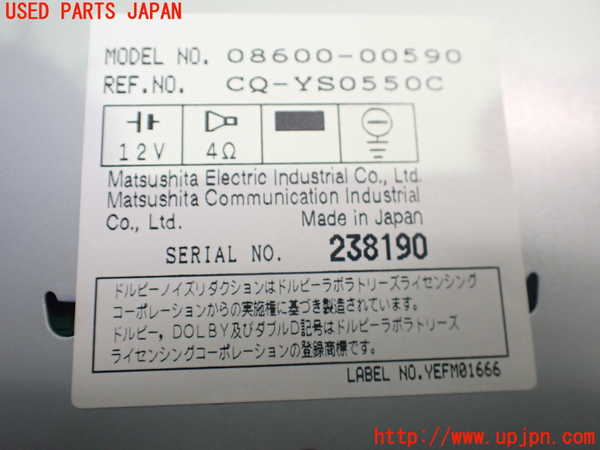 USED PARTS JAPAN
MODEL NO. 08600-00590
REF.NO. CQ-YS0550C
12V 4Ω
Matsushita Electric Industrial Co., Ltd.
Matsushita Communication Industrial
Co., Ltd. Made in Japan
SERIAL NO. 238190
ドルビーノイズリダクションはドルビーラボラトリーズライセンシング
コーポレーションからの実施権に基づき製造されています.
ドルビー, DOLBY及びダブルD記号はドルビーラボラトリーズ
ライセンシングコーポレーションの登録商標です.
LABEL NO.YEFM01666
http://www.upjpn.com/